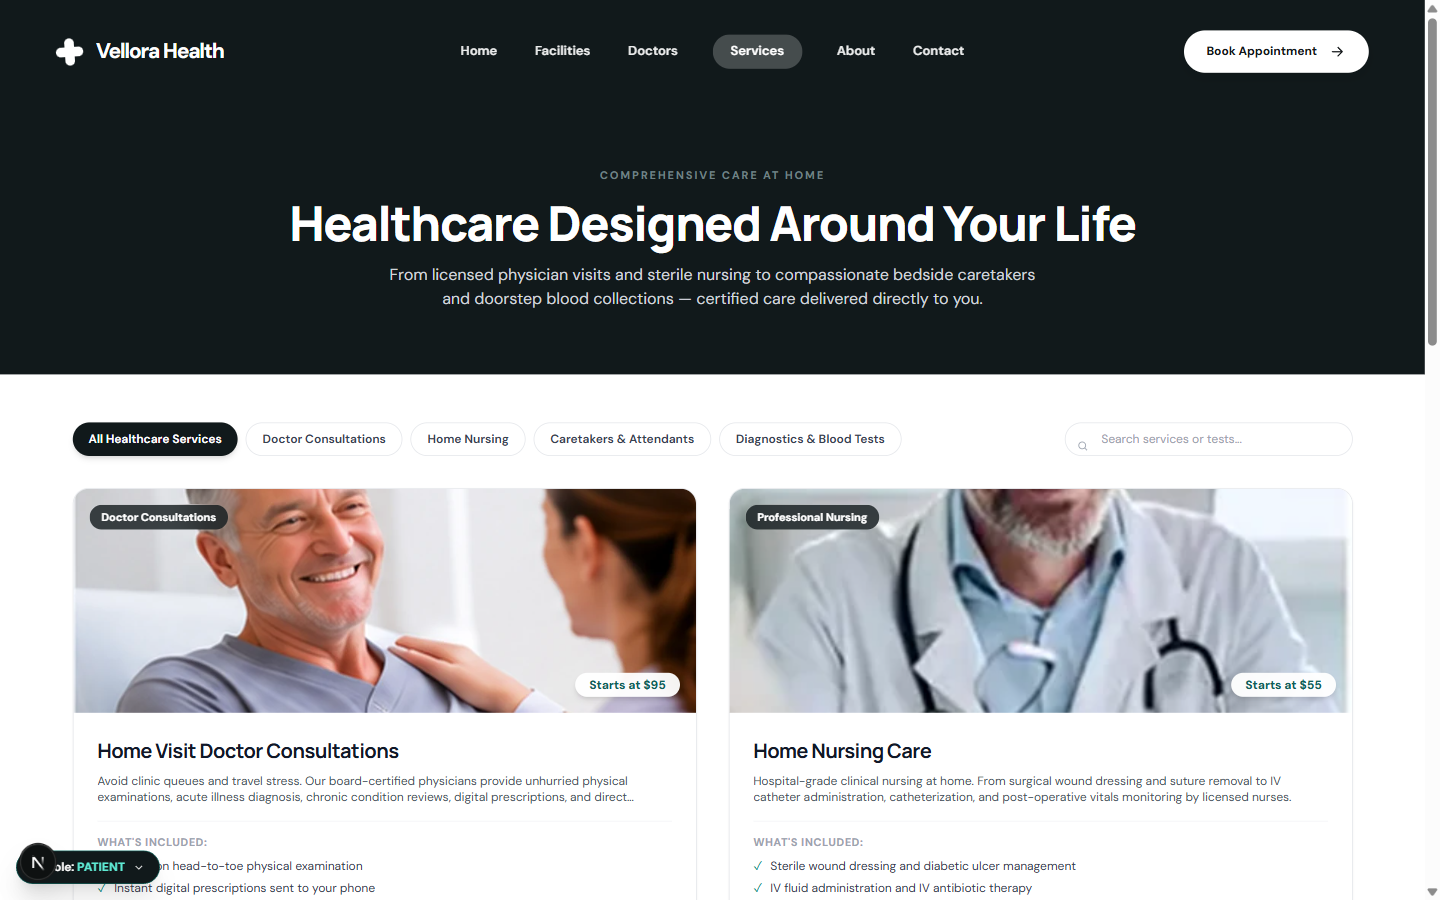 Vellora Health
Home
Facilities
Doctors
Services
About
Contact
Book Appointment
COMPREHENSIVE CARE AT HOME
Healthcare Designed Around Your Life
From licensed physician visits and sterile nursing to compassionate bedside caretakers
and doorstep blood collections — certified care delivered directly to you.
All Healthcare Services
Doctor Consultations
Home Nursing
Caretakers & Attendants
Diagnostics & Blood Tests
Search services or tests...
Doctor Consultations
Starts at $95
Home Visit Doctor Consultations
Avoid clinic queues and travel stress. Our board-certified physicians provide unhurried physical
examinations, acute illness diagnosis, chronic condition reviews, digital prescriptions, and direct...
WHAT'S INCLUDED:
head-to-toe physical examination
Instant digital prescriptions sent to your phone
Professional Nursing
Starts at $55
Home Nursing Care
Hospital-grade clinical nursing at home. From surgical wound dressing and suture removal to IV
catheter administration, catheterization, and post-operative vitals monitoring by licensed nurses.
WHAT'S INCLUDED:
✓ Sterile wound dressing and diabetic ulcer management
✓ IV fluid administration and IV antibiotic therapy
N
PATIENT